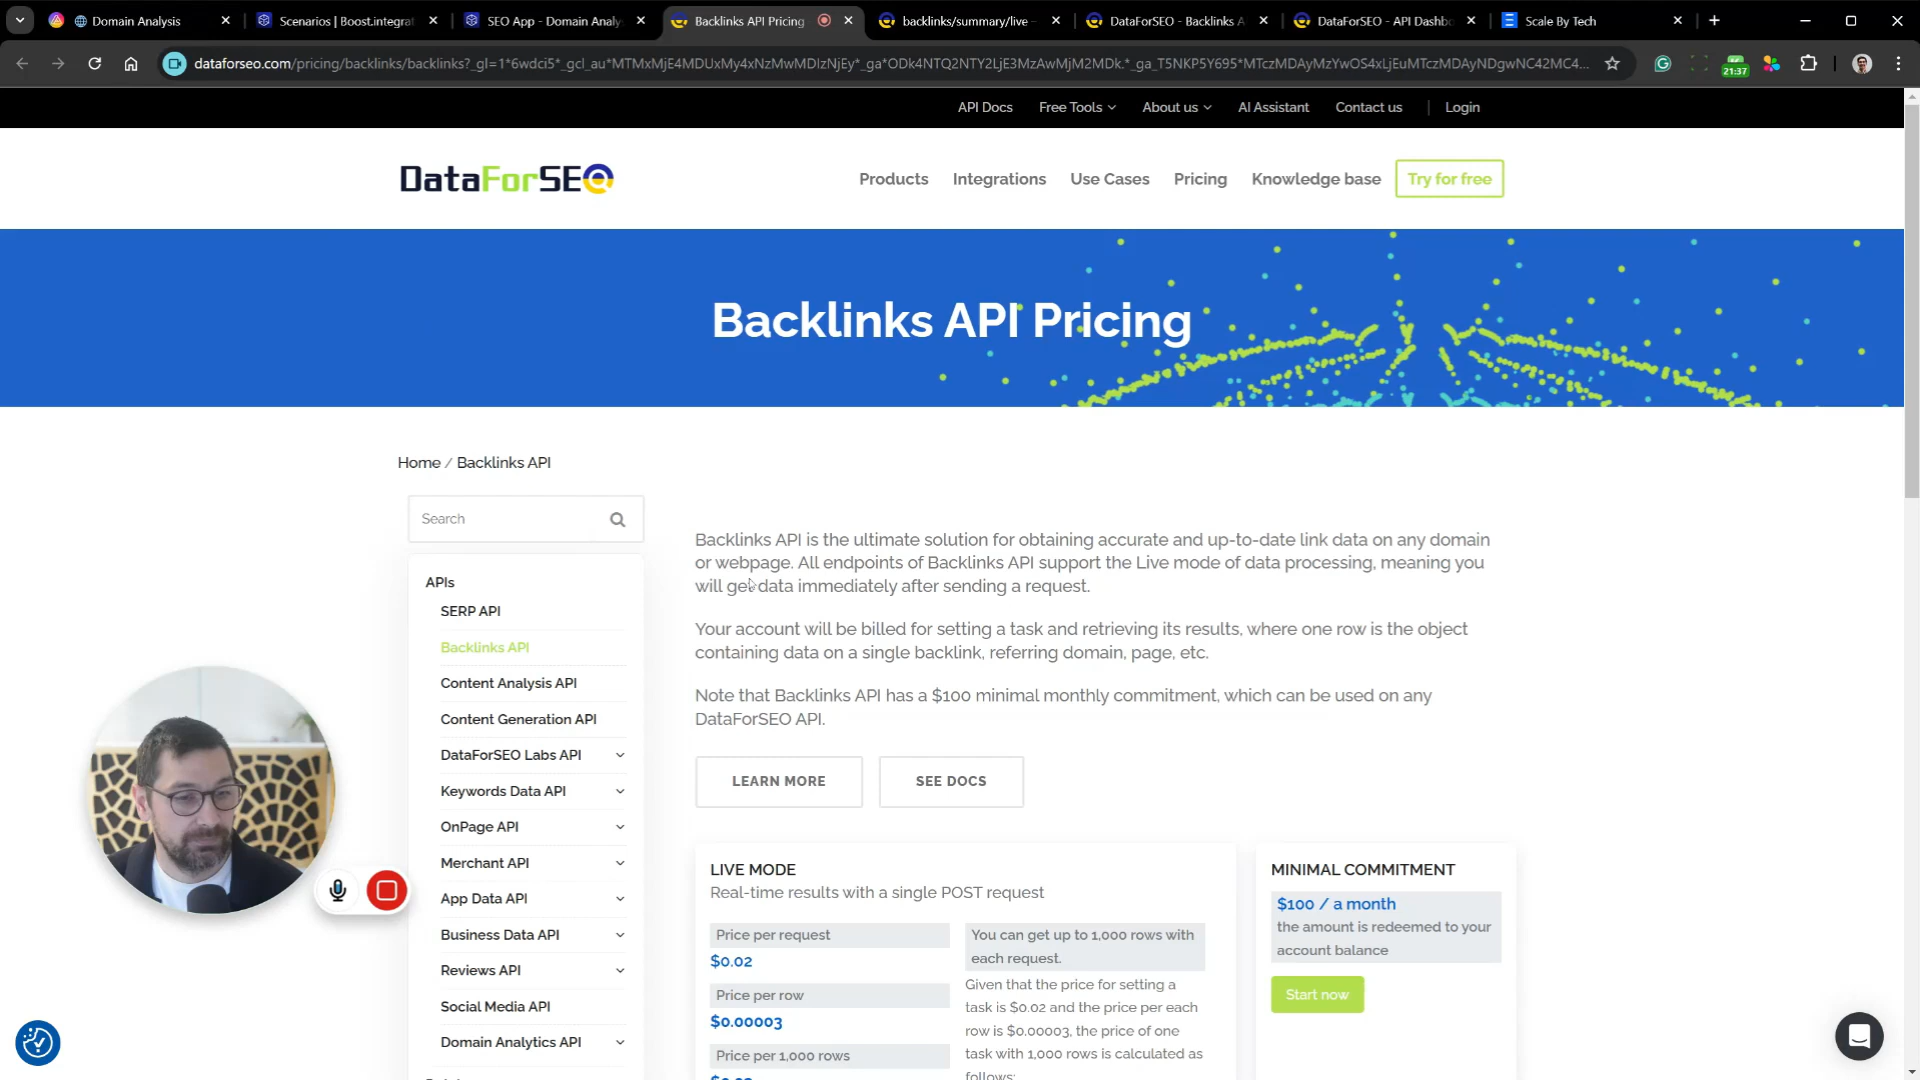 Domain Analysis
Scenarios | Boost.integrat
SEO App - Domain Analy
Backlinks API Pricing
backlinks/summary/live -
DataForSEO - Backlinks A
DataForSEO - API Dashb
Scale By Tech
dataforseo.com/pricing/backlinks/backlinks?_gl=1*6wdci5*_gcl_au*MTMxMjE4MDUxMy4xNzMwMDIzNjEy*_ga*ODk4NTQ2NTY2LjE3MzAwMjM2MDk.*_ga_T5NKP5Y695*MTczMDAyMzYwOS4xLjEuMTczMDAyNDgwNC42MC4...
21:37
API Docs
Free Tools
About us
AI Assistant
Contact us
Login
DataForSEO
Products
Integrations
Use Cases
Pricing
Knowledge base
Try for free
Backlinks API Pricing
Home / Backlinks API
Search
APIs
SERP API
Backlinks API
Content Analysis API
Content Generation API
DataForSEO Labs API
Keywords Data API
OnPage API
Merchant API
App Data API
Business Data API
Reviews API
Social Media API
Domain Analytics API
Backlinks API is the ultimate solution for obtaining accurate and up-to-date link data on any domain
or webpage. All endpoints of Backlinks API support the Live mode of data processing, meaning you
will get data immediately after sending a request.
Your account will be billed for setting a task and retrieving its results, where one row is the object
containing data on a single backlink, referring domain, page, etc.
Note that Backlinks API has a $100 minimal monthly commitment, which can be used on any
DataForSEO API.
LEARN MORE
SEE DOCS
LIVE MODE
Real-time results with a single POST request
Price per request
$0.02
Price per row
$0.00003
Price per 1,000 rows
You can get up to 1,000 rows with
each request.
Given that the price for setting a
task is $0.02 and the price per each
row is $0.00003, the price of one
task with 1,000 rows is calculated as
follows:
MINIMAL COMMITMENT
$100 / a month
the amount is redeemed to your
account balance
Start now